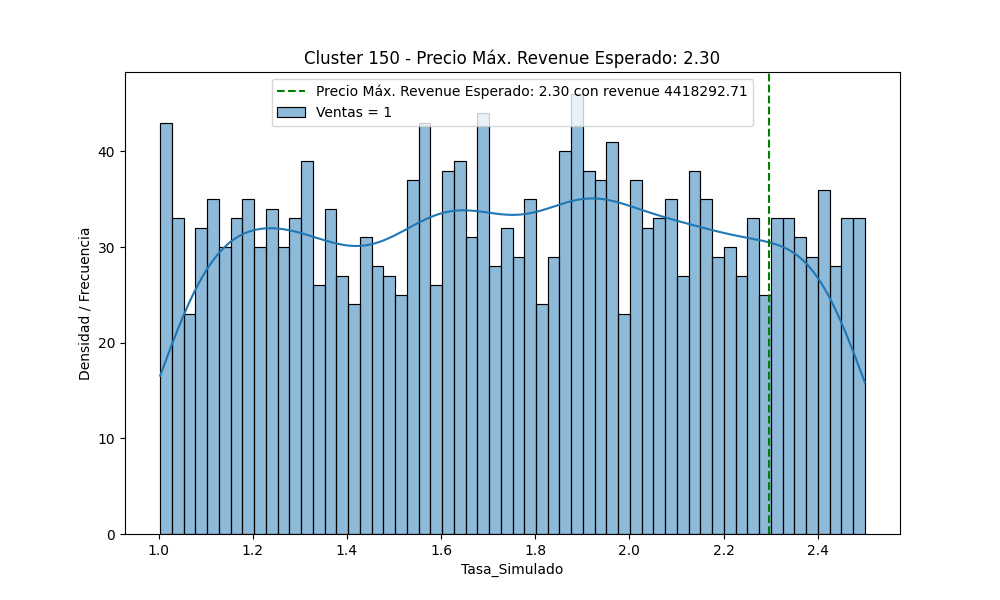 Cluster 150 - Precio Máx. Revenue Esperado: 2.30
Precio Máx. Revenue Esperado: 2.30 con revenue 4418292.71
Ventas = 1
Densidad / Frecuencia
40
30
20
10
0
1.0 1.2 1.4 1.6 1.8 2.0 2.2 2.4
Tasa_Simulado